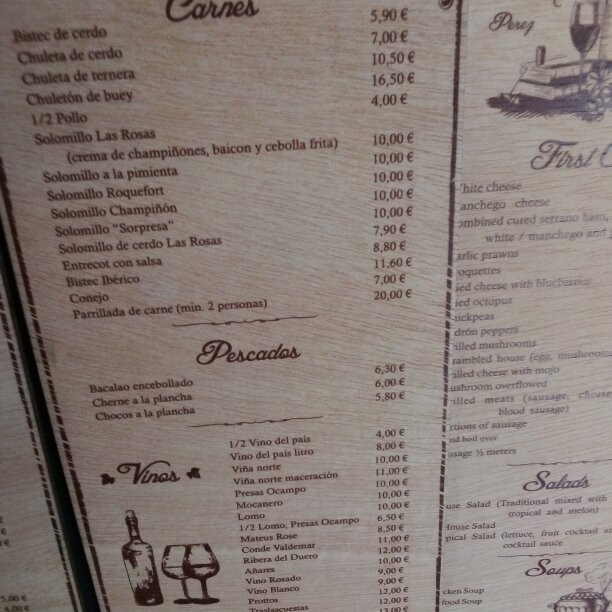 Carnes
Bistec de cerdo 5,90 €
Chuleta de cerdo 7,00 €
Chuleta de ternera 10,50 €
Chuletón de buey 16,50 €
1/2 Pollo 4,00 €
Solomillo Las Rosas
(crema de champiñones, baicon y cebolla frita) 10,00 €
Solomillo a la pimienta 10,00 €
Solomillo Roquefort 10,00 €
Solomillo Champiñón 10,00 €
Solomillo "Sorpresa" 10,00 €
Solomillo de cerdo Las Rosas 7,90 €
Entrecot con salsa 8,80 €
Bistec Ibérico 11,60 €
Conejo 7,00 €
Parrillada de carne (min. 2 personas) 20,00 €
Pescados
Bacalao encebollado 6,30 €
Cherne a la plancha 6,00 €
Chocos a la plancha 5,80 €
Vinos
1/2 Vino del país 4,00 €
Vino del país litro 8,00 €
Viña norte 10,00 €
Viña norte maceración 11,00 €
Presas Ocampo 10,00 €
Mocanero 10,00 €
Lomo 10,00 €
1/2 Lomo, Presas Ocampo 6,50 €
Mateus Rose 8,50 €
Conde Valdemar 11,00 €
Ribera del Duero 12,00 €
Añares 10,00 €
Vino Rosado 9,00 €
Vino Blanco 9,00 €
Prottos 12,00 €
13,00 €
5,00 €
4,00 €
Perez
First
hite cheese
anchego cheese
ombined cured serrano ham,
white / manchego and
arlic prawns
oquettes
ied cheese with blueberries
ied octopus
ickpeas
drón peppers
illed mushrooms
rambled house (egg, mushroom
illed cheese with mojo
ushroom overflowed
illed meats (sausage, chorizo
blood sausage)
rtions of sausage
nd boil over
usage ½ meters
Salads
use Salad (Traditional mixed with
tropical and melon)
House Salad
pical Salad (lettuce, fruit cocktail a
cocktail sauce
Soups
cken Soup
food Soup